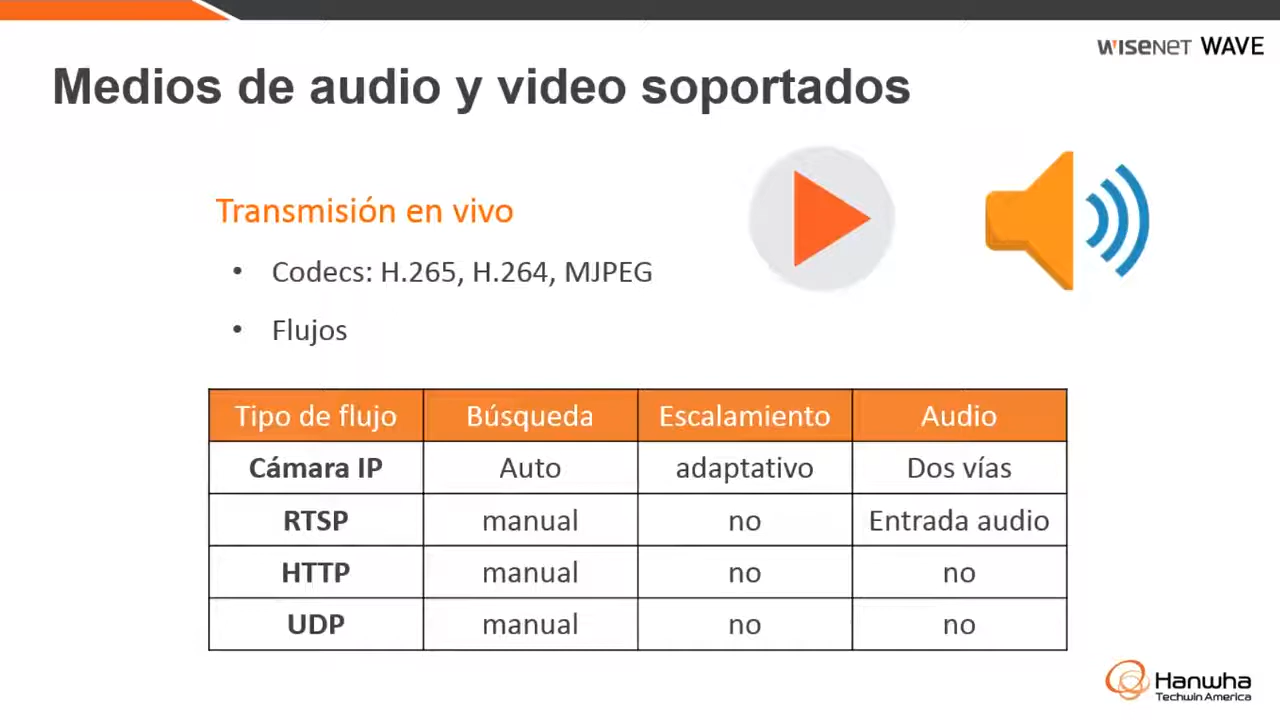 WISENET WAVE
Medios de audio y video soportados
Transmisión en vivo
• Codecs: H.265, H.264, MJPEG
• Flujos
Tipo de flujo Búsqueda Escalamiento Audio
Cámara IP Auto adaptativo Dos vías
RTSP manual no Entrada audio
HTTP manual no no
UDP manual no no
Hanwha
Techwin America